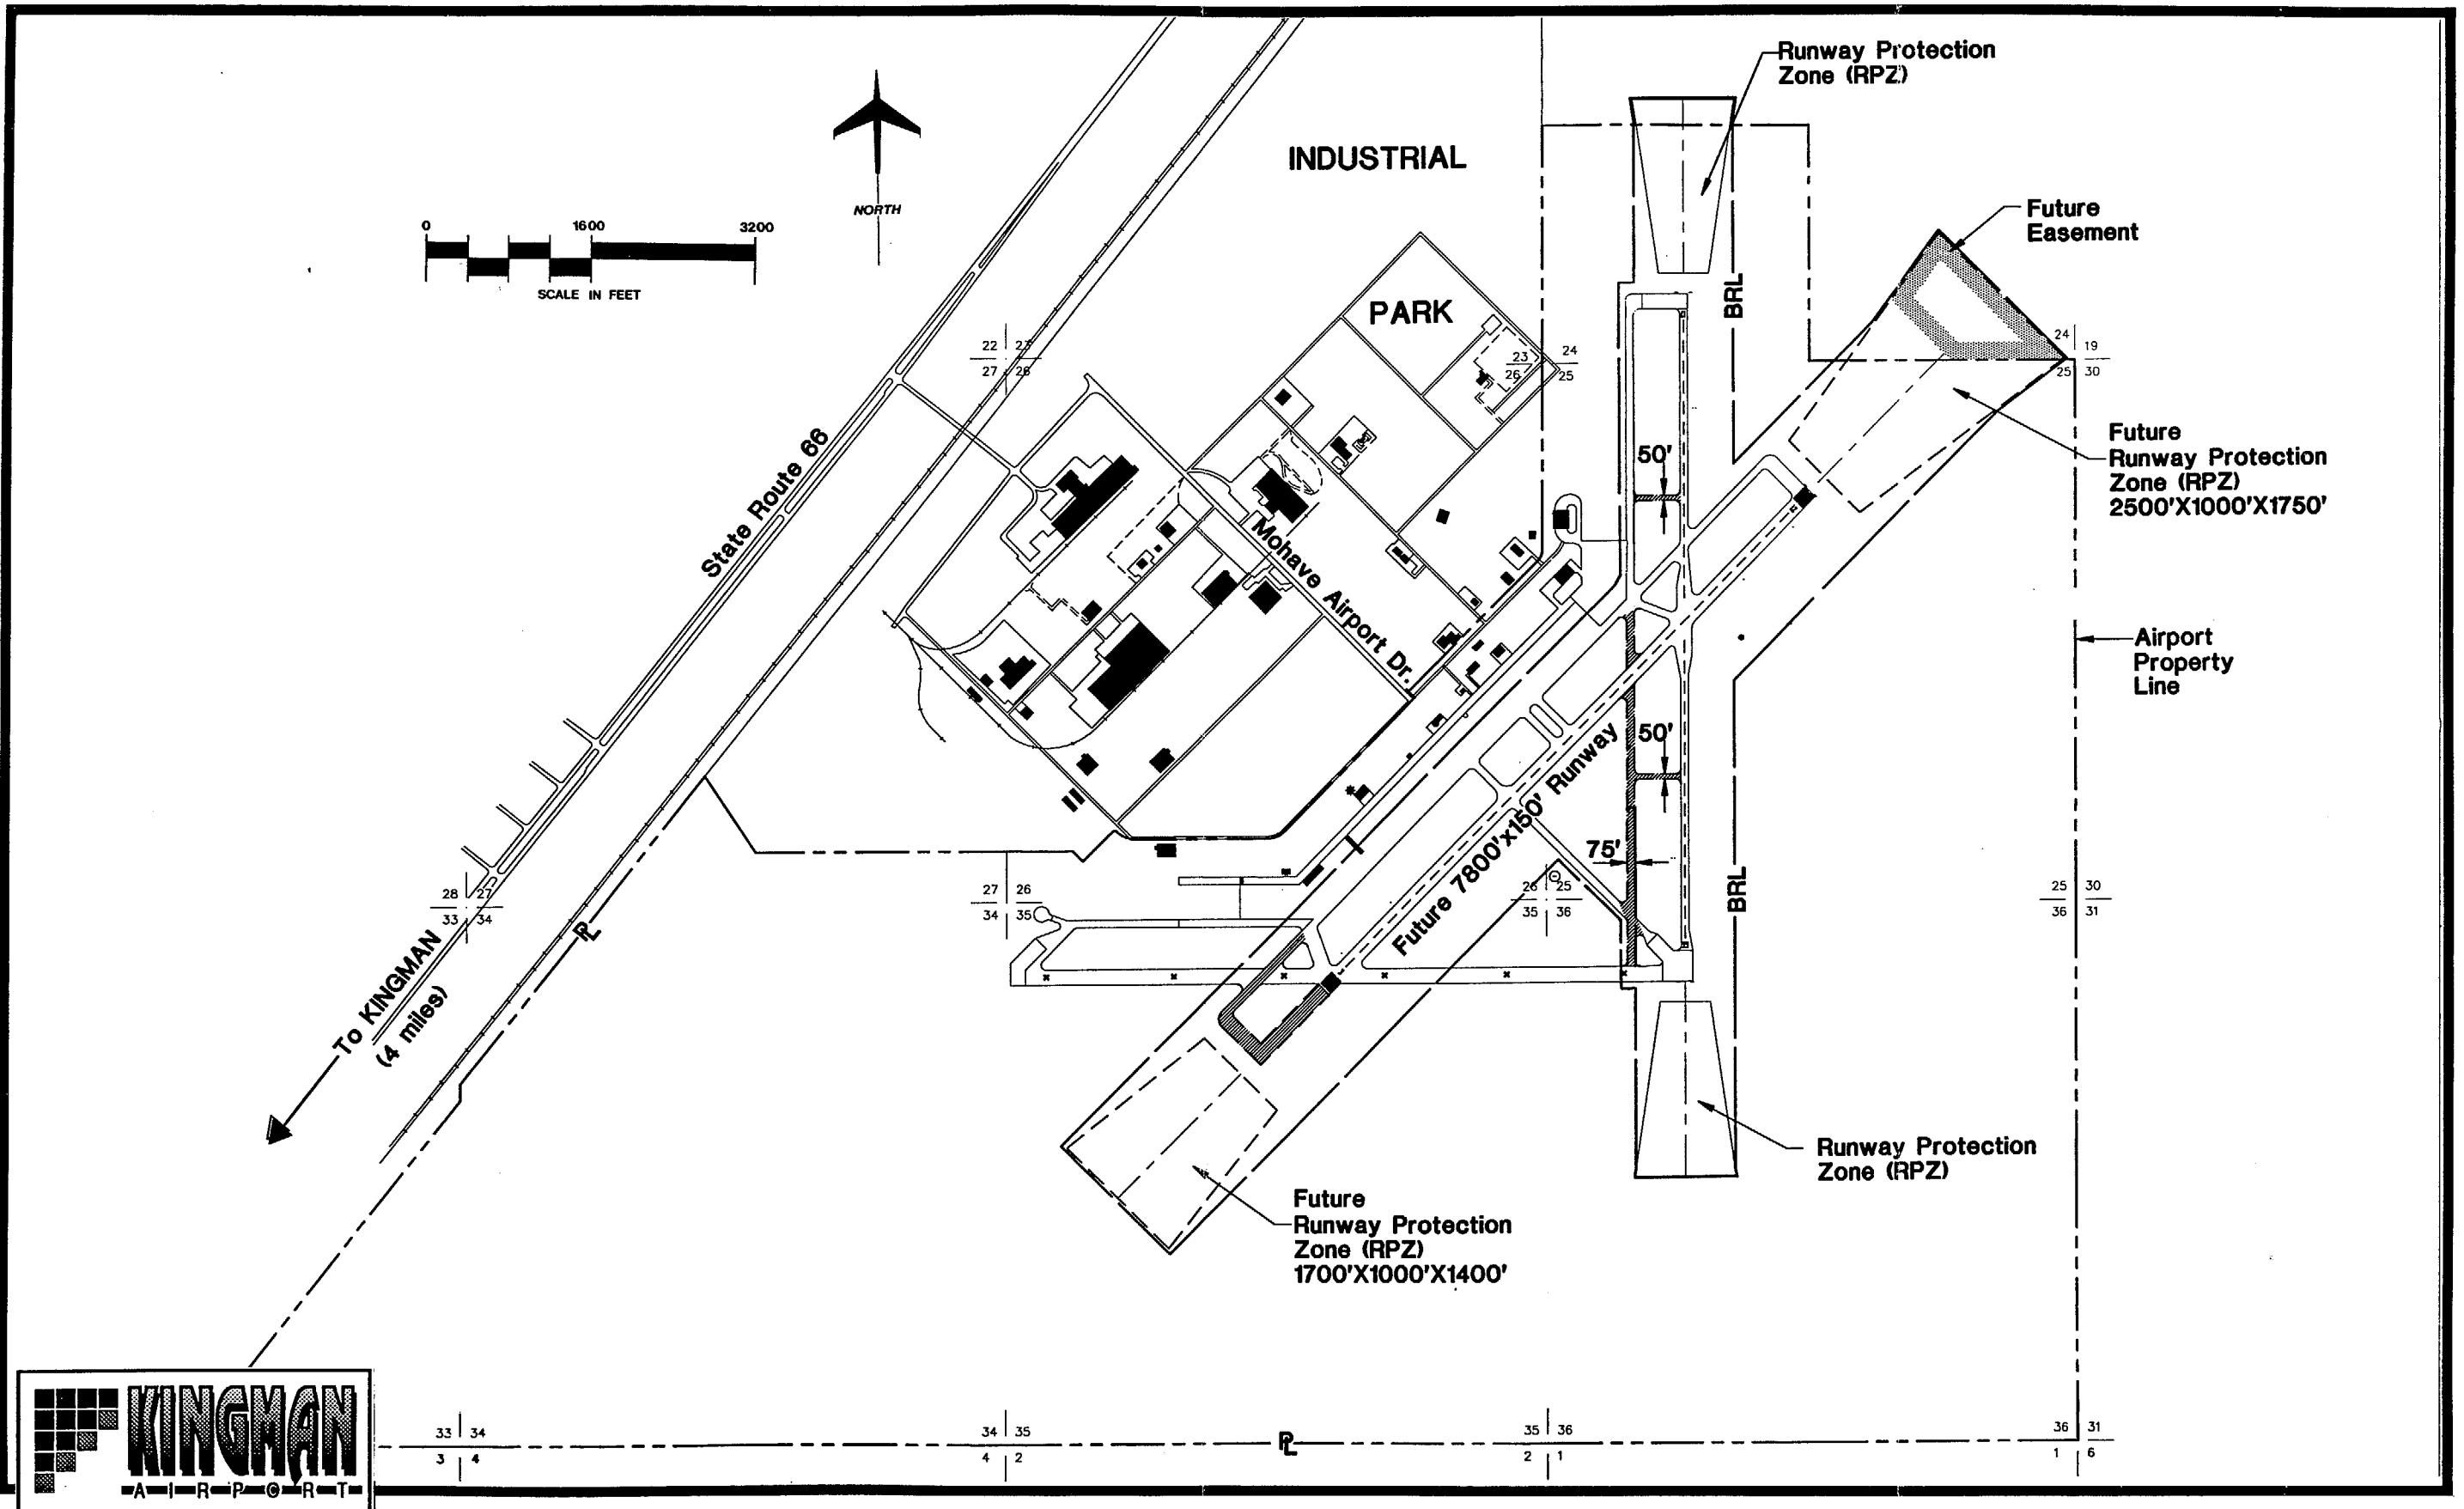 Runway Protection
Zone (RPZ)
INDUSTRIAL
PARK
NORTH
0 1600 3200
SCALE IN FEET
Future
Easement
BRL
22 23
27 26
23 24
26 25
24 19
25 30
State Route 66
50'
Future
Runway Protection
Zone (RPZ)
2500'X1000'X1750'
Mohave Airport Dr.
Airport
Property
Line
50'
Future 7800'x150' Runway
75'
BRL
28 27
33 34
27 26
34 35
26 25
35 36
25 30
36 31
PL
To KINGMAN
(4 miles)
Runway Protection
Zone (RPZ)
Future
Runway Protection
Zone (RPZ)
1700'X1000'X1400'
KINGMAN
AIRPORT
33 34
3 4
34 35
4 2
PL
35 36
2 1
36 31
1 6